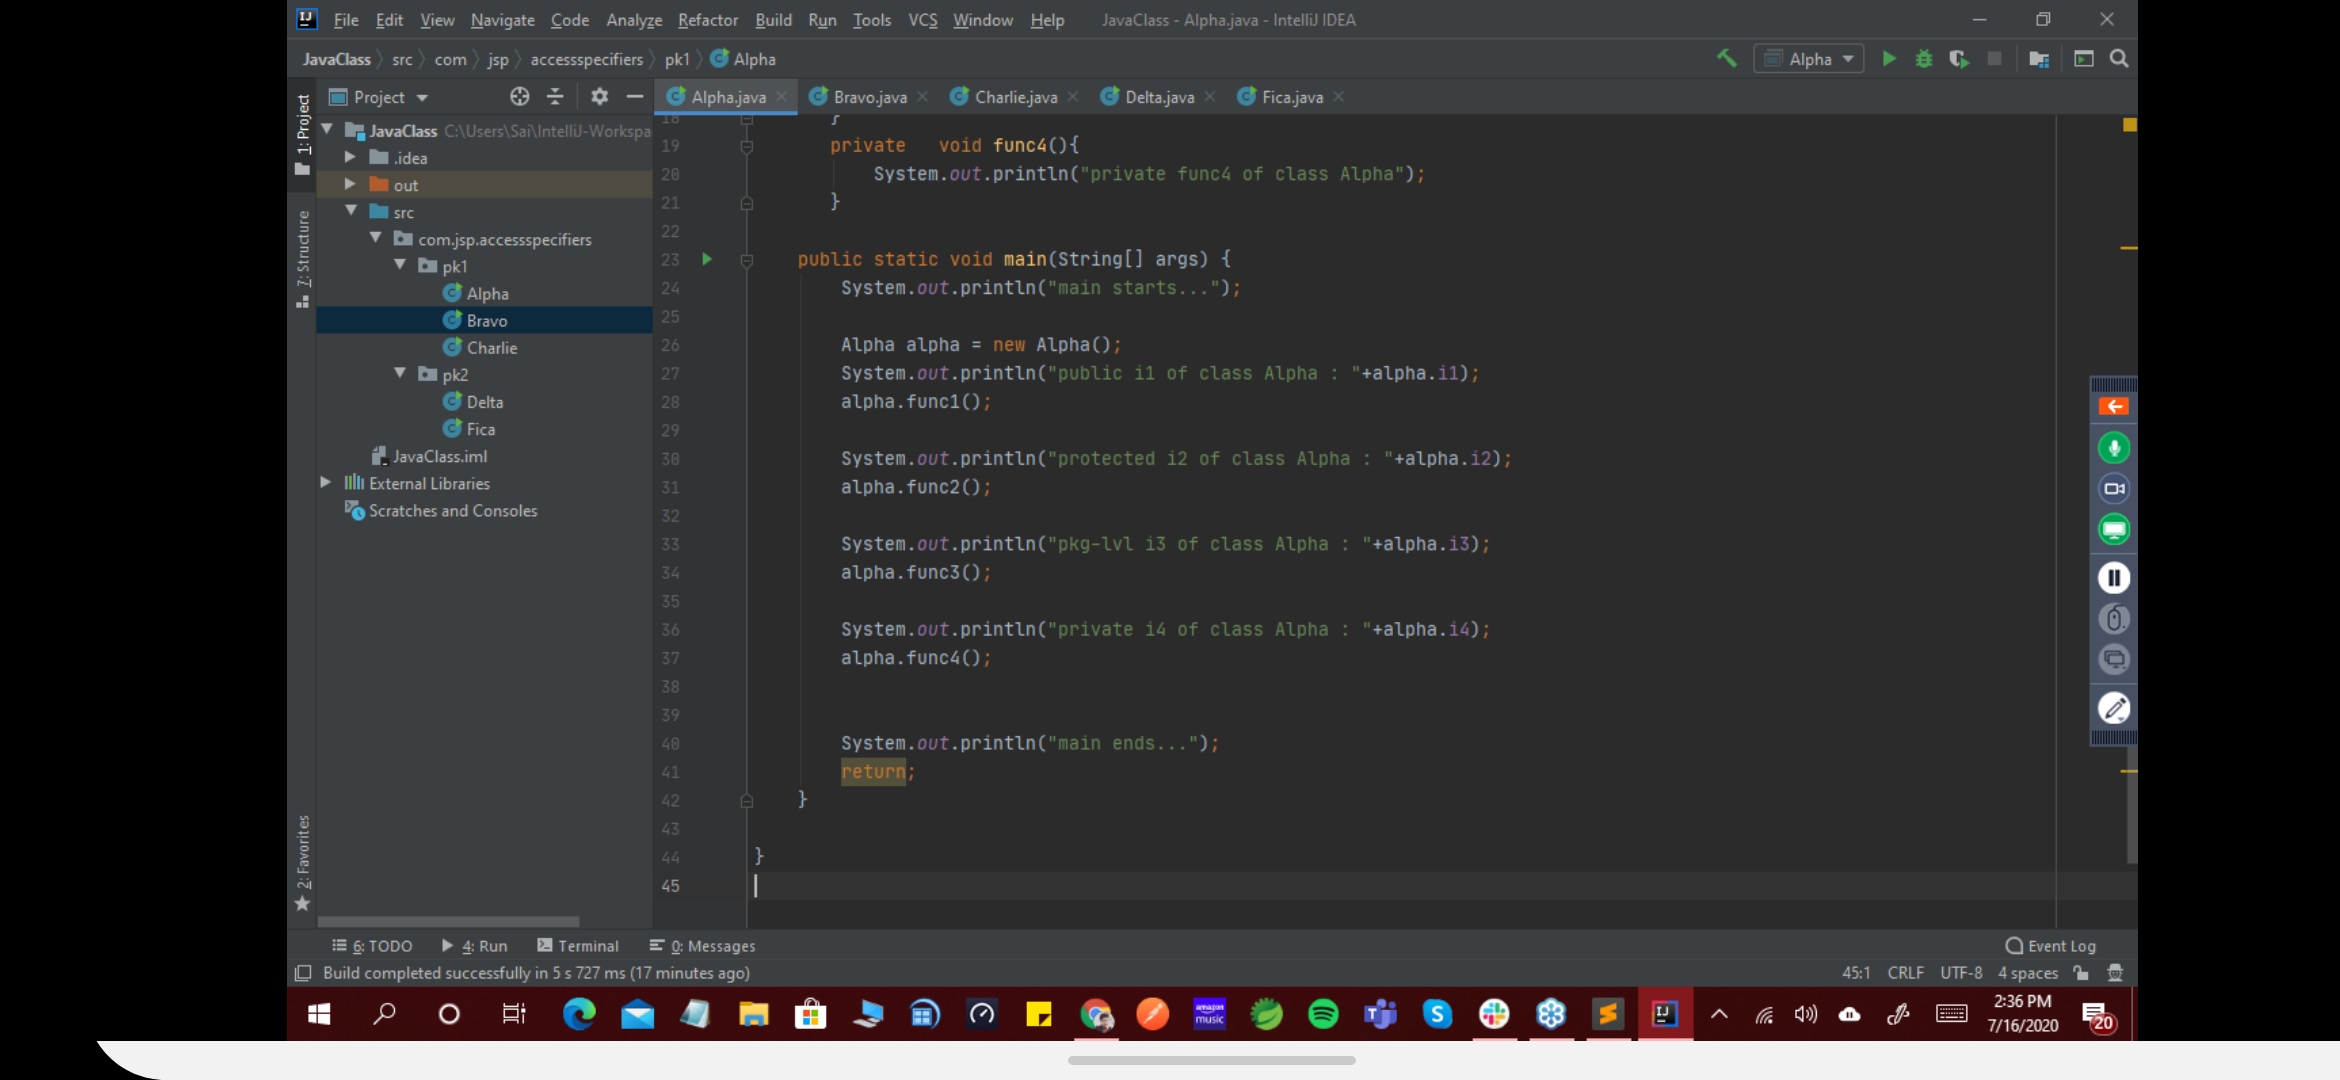 File Edit View Navigate Code Analyze Refactor Build Run Tools VCS Window Help JavaClass - Alpha.java - IntelliJ IDEA
JavaClass src com jsp accessspecifiers pk1 Alpha
Alpha
1: Project
7: Structure
2: Favorites
Project
JavaClass C:\Users\Sai\IntelliJ-Workspa
.idea
out
src
com.jsp.accessspecifiers
pk1
Alpha
Bravo
Charlie
pk2
Delta
Fica
JavaClass.iml
External Libraries
Scratches and Consoles
Alpha.java Bravo.java Charlie.java Delta.java Fica.java
18 }
19 private   void func4(){
20 System.out.println("private func4 of class Alpha");
21 }
22
23 public static void main(String[] args) {
24 System.out.println("main starts...");
25
26 Alpha alpha = new Alpha();
27 System.out.println("public i1 of class Alpha : "+alpha.i1);
28 alpha.func1();
29
30 System.out.println("protected i2 of class Alpha : "+alpha.i2);
31 alpha.func2();
32
33 System.out.println("pkg-lvl i3 of class Alpha : "+alpha.i3);
34 alpha.func3();
35
36 System.out.println("private i4 of class Alpha : "+alpha.i4);
37 alpha.func4();
38
39
40 System.out.println("main ends...");
41 return;
42 }
43
44 }
45
6: TODO 4: Run Terminal 0: Messages Event Log
Build completed successfully in 5 s 727 ms (17 minutes ago) 45:1 CRLF UTF-8 4 spaces
amazon music
2:36 PM
7/16/2020
20